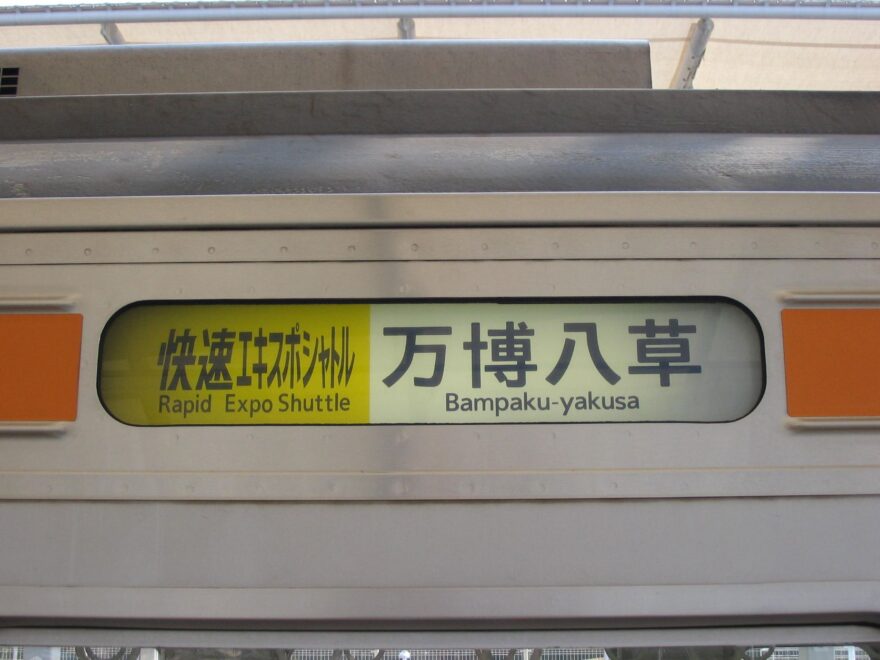 快速エキスポシャトル
Rapid Expo Shuttle
万博八草
Bampaku-yakusa